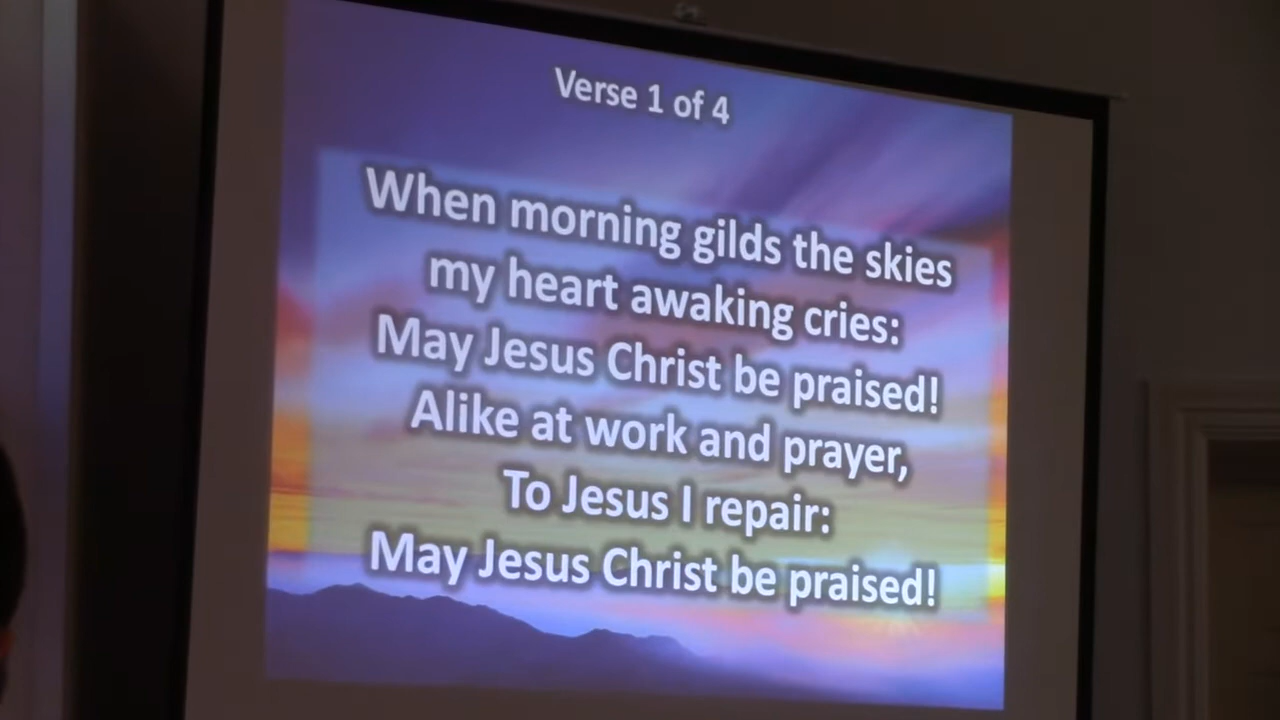 Verse 1 of 4
When morning gilds the skies
my heart awaking cries:
May Jesus Christ be praised!
Alike at work and prayer,
To Jesus I repair:
May Jesus Christ be praised!